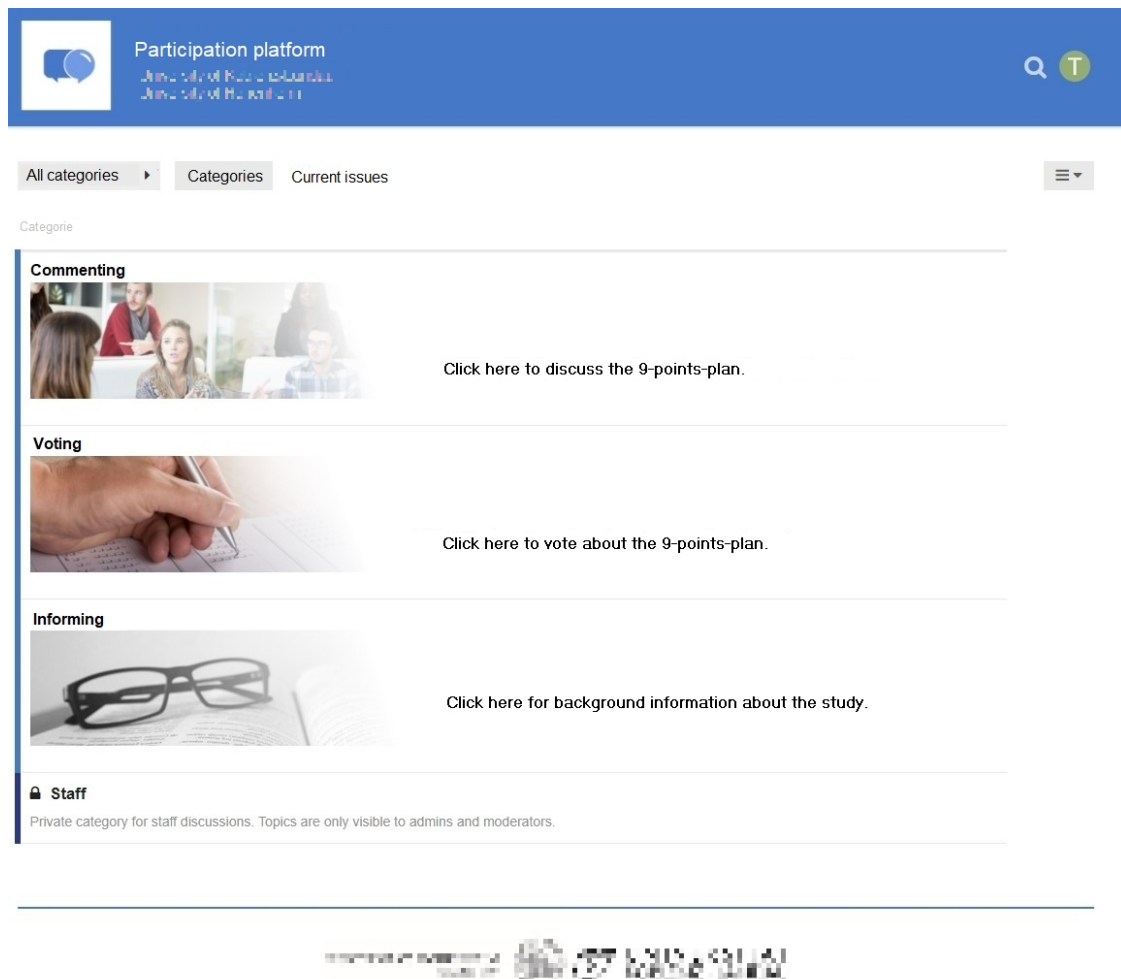 Participation platform
T
All categories
Categories
Current issues
Categorie
Commenting
Click here to discuss the 9-points-plan.
Voting
Click here to vote about the 9-points-plan.
Informing
Click here for background information about the study.
Staff
Private category for staff discussions. Topics are only visible to admins and moderators.